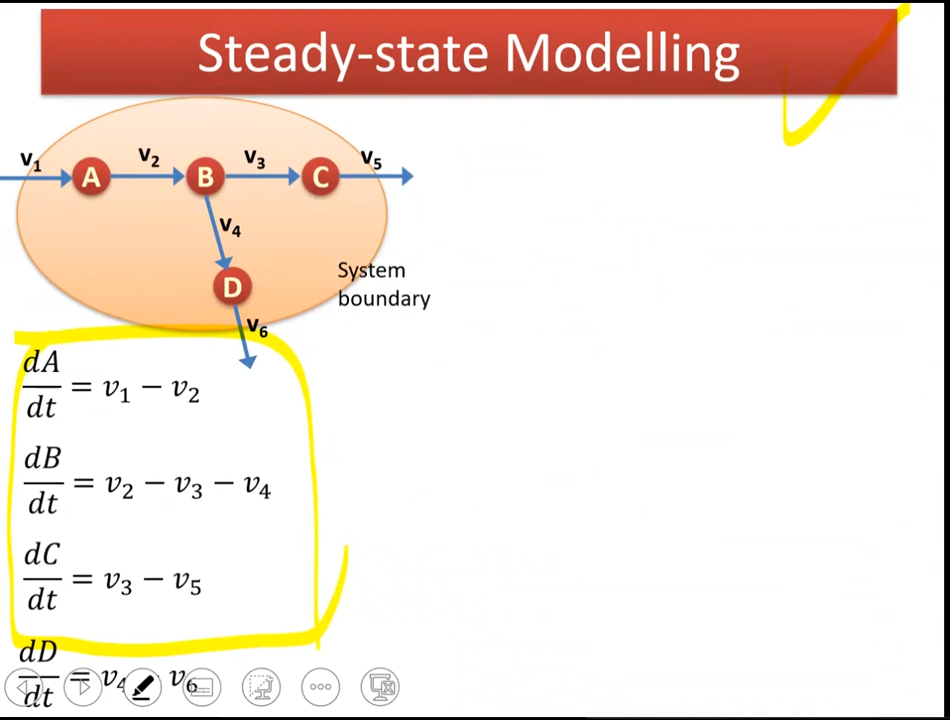 Steady-state Modelling
v1 v2 v3 v5
A B C
v4
D
System
boundary
v6
dA/dt = v1 − v2
dB/dt = v2 − v3 − v4
dC/dt = v3 − v5
dD/dt = v4 v6